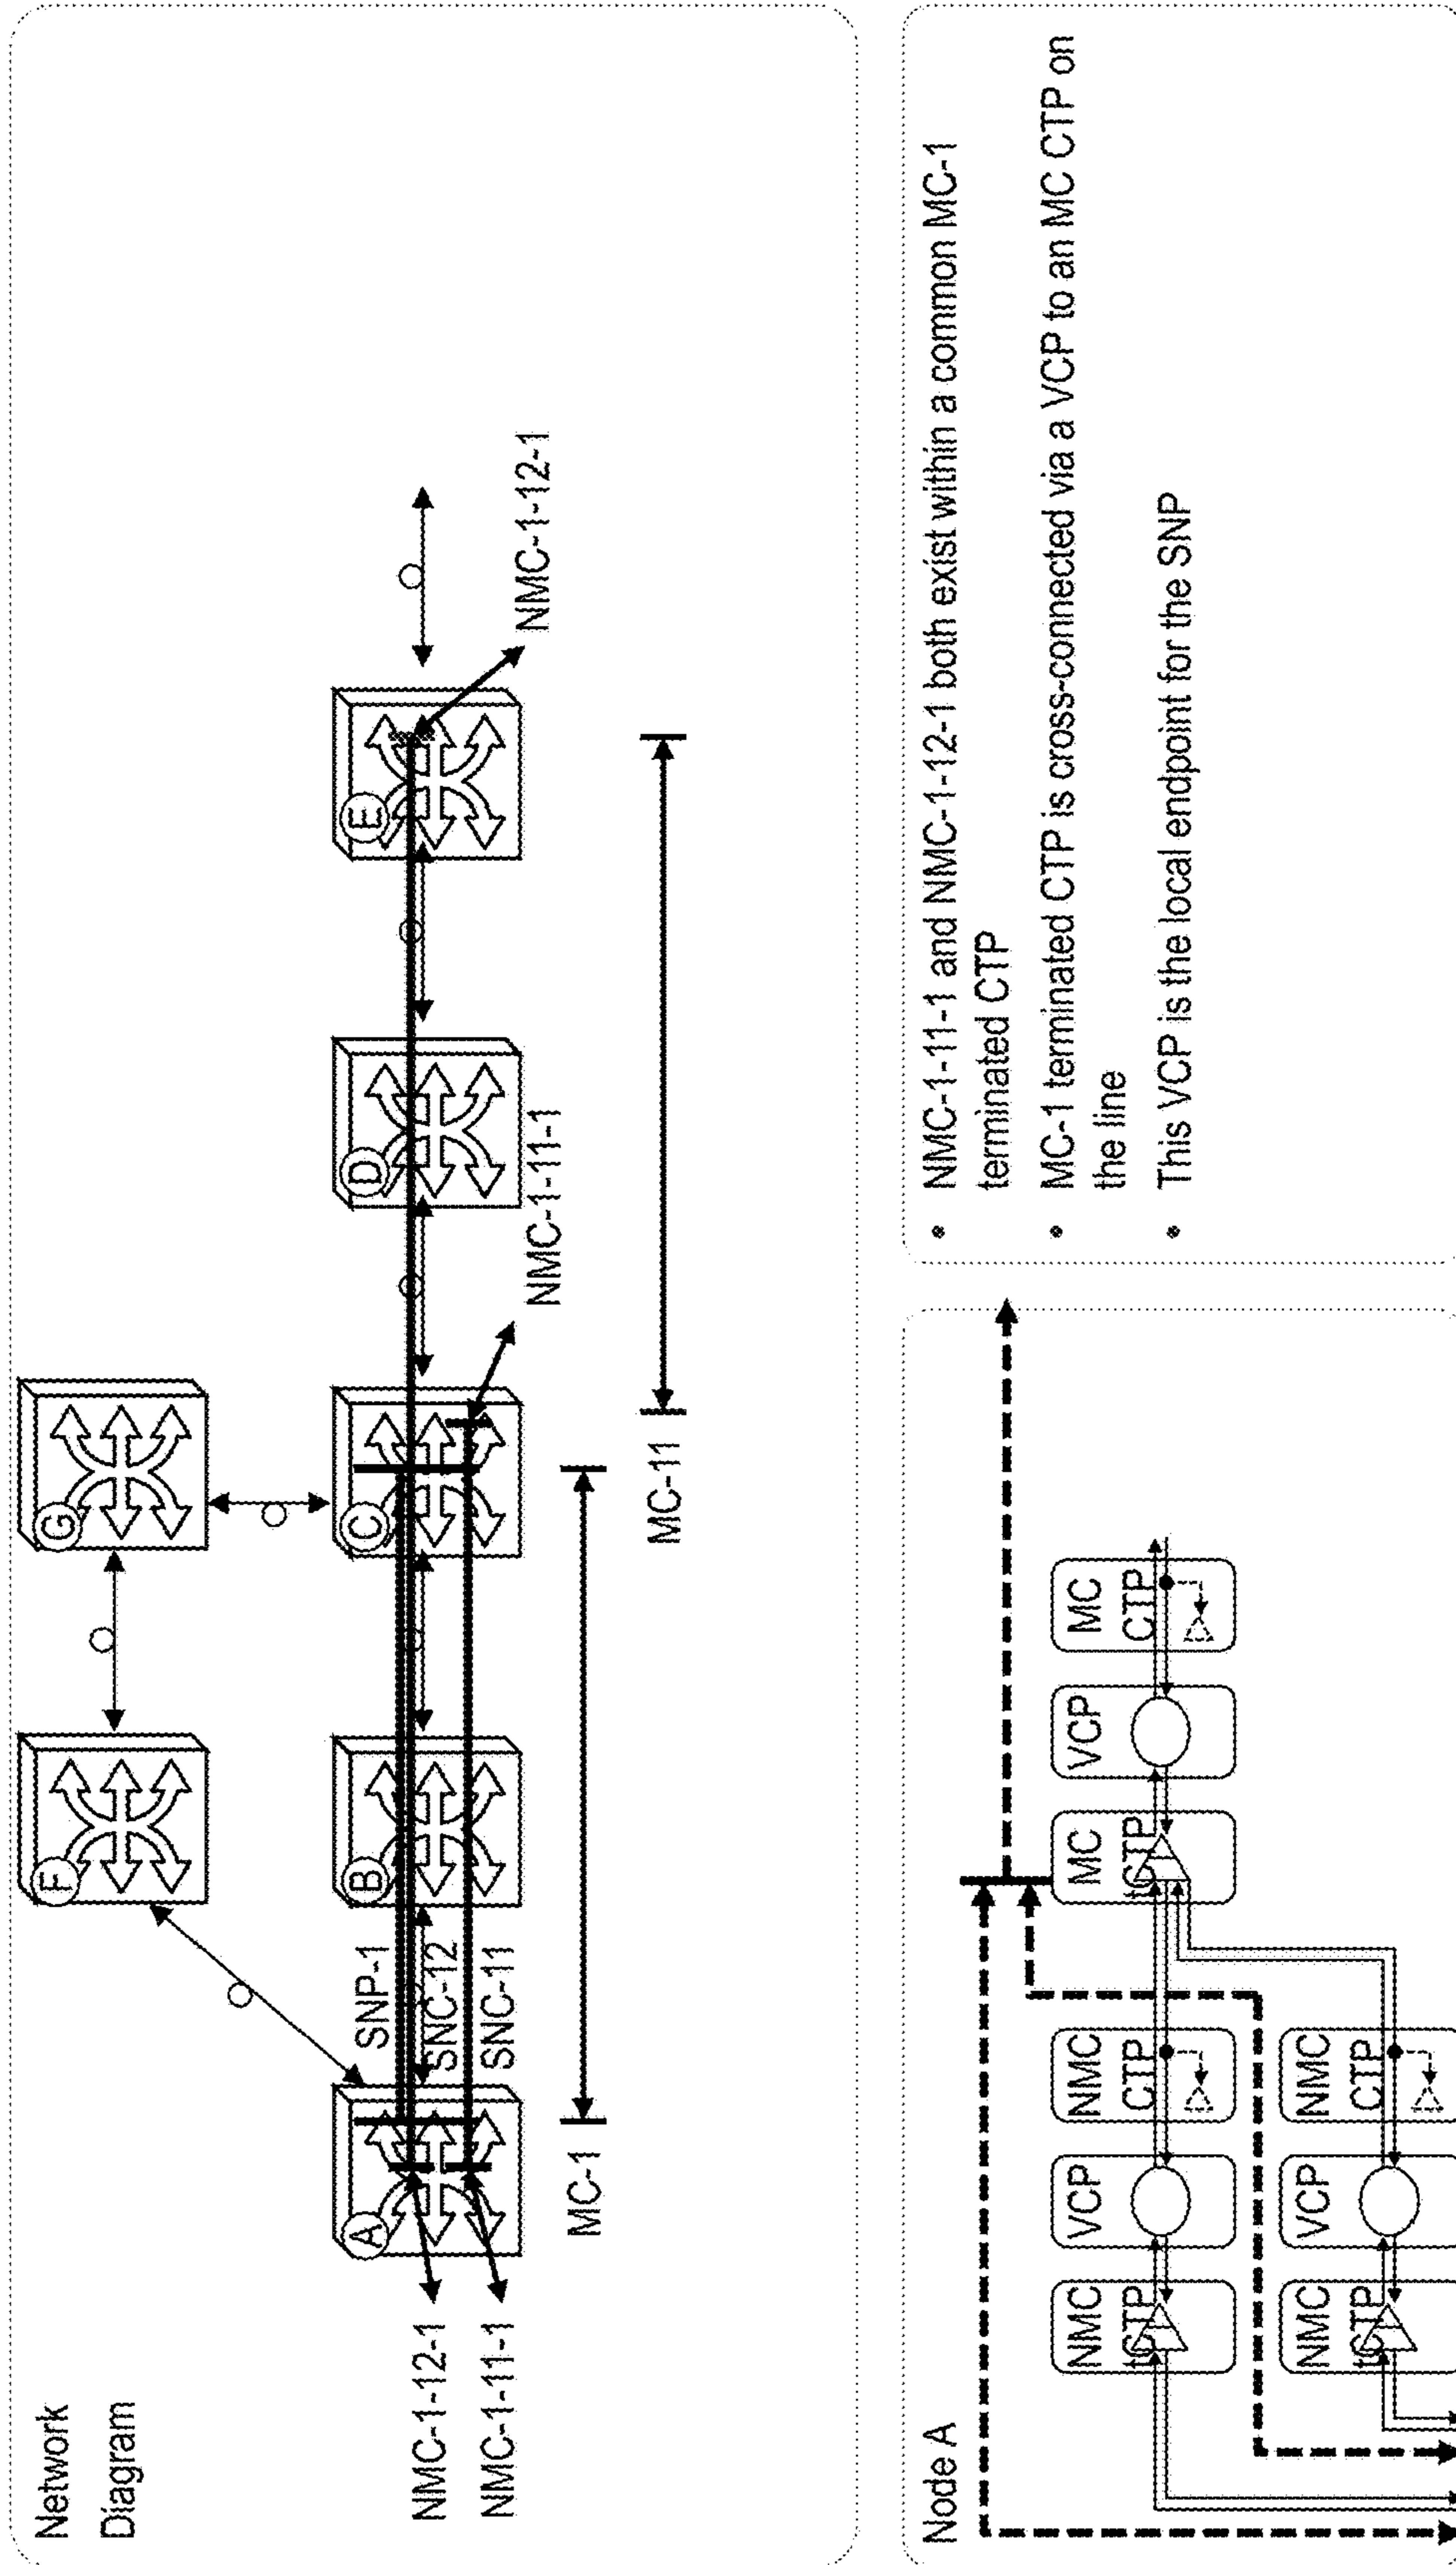 Network
Diagram
F
G
A
B
C
D
E
SNP-1
SNC-12
SNC-11
NMC-1-12-1
NMC-1-11-1
NMC-1-11-1
NMC-1-12-1
MC-1
MC-11
Node A
NMC
tCTP
VCP
NMC
CTP
MC
tCTP
VCP
MC
CTP
NMC
tCTP
VCP
NMC
CTP
• NMC-1-11-1 and NMC-1-12-1 both exist within a common MC-1
terminated CTP
• MC-1 terminated CTP is cross-connected via a VCP to an MC CTP on
the line
• This VCP is the local endpoint for the SNP